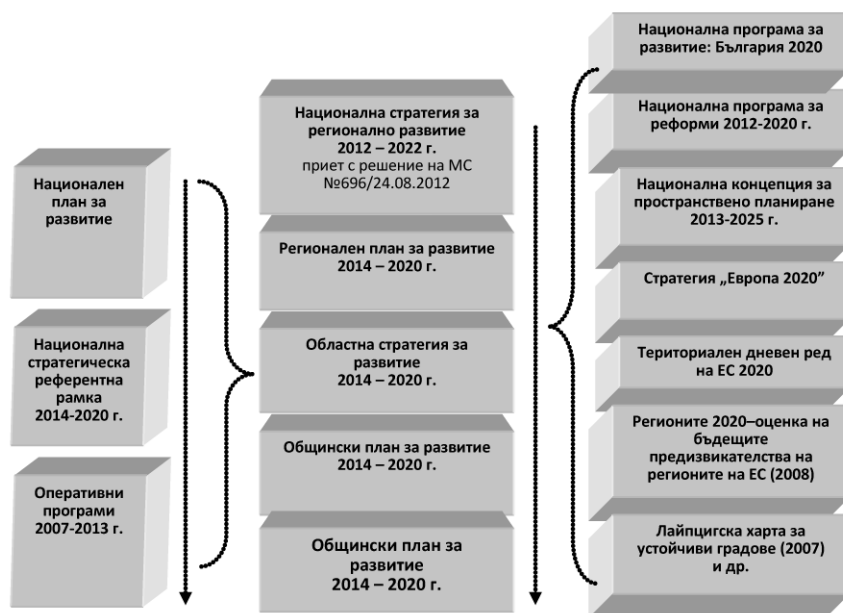 Национален
план за
развитие
Национална
стратегическа
референтна
рамка
2014-2020 г.
Оперативни
програми
2007-2013 г.
Национална стратегия за
регионално развитие
2012 – 2022 г.
приет с решение на МС
№696/24.08.2012
Регионален план за развитие
2014 – 2020 г.
Областна стратегия за
развитие
2014 – 2020 г.
Общински план за развитие
2014 – 2020 г.
Общински план за
развитие
2014 – 2020 г.
Национална програма за
развитие: България 2020
Национална програма за
реформи 2012-2020 г.
Национална концепция за
пространствено планиране
2013-2025 г.
Стратегия „Европа 2020”
Териториален дневен ред
на ЕС 2020
Регионите 2020–оценка на
бъдещите
предизвикателства на
регионите на ЕС (2008)
Лайпцигска харта за
устойчиви градове (2007)
и др.